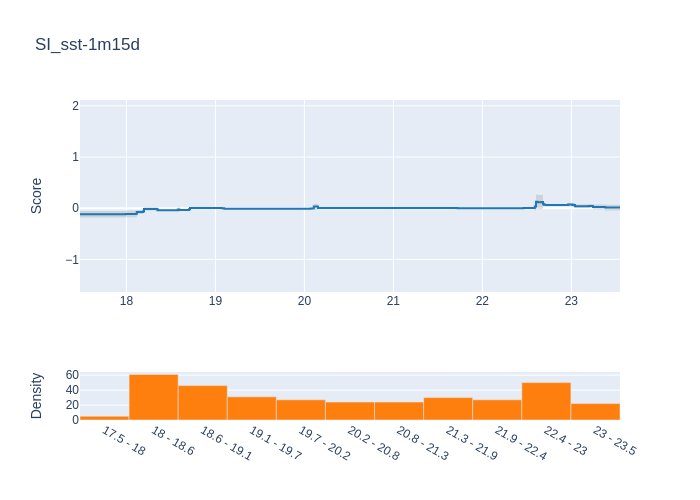 SI_sst-1m15d
Score
2
1
0
−1
18 19 20 21 22 23
Density
60
40
20
0
17.5 - 18
18 - 18.6
18.6 - 19.1
19.1 - 19.7
19.7 - 20.2
20.2 - 20.8
20.8 - 21.3
21.3 - 21.9
21.9 - 22.4
22.4 - 23
23 - 23.5